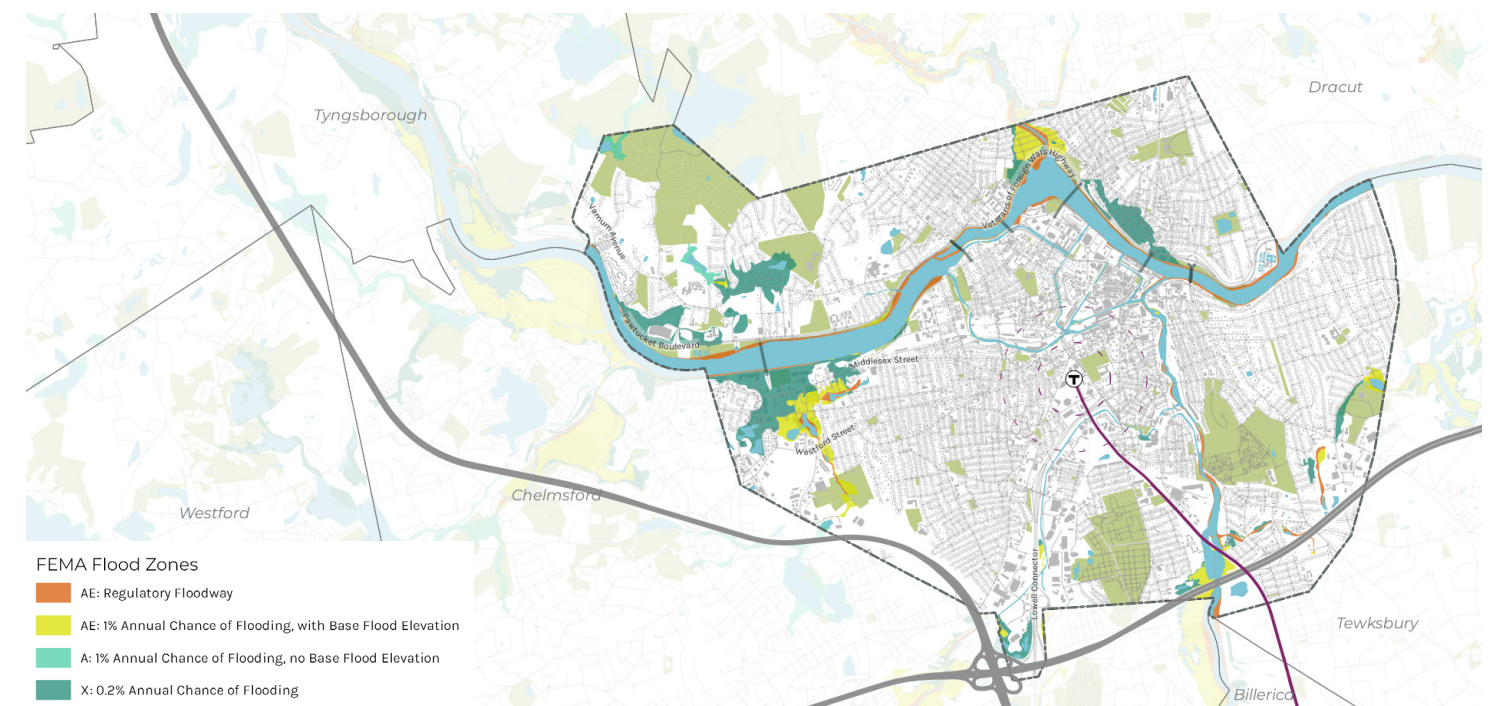 Dracut
Tyngsborough
Veterans of Foreign Wars Highway
Varnum Avenue
Pawtucket Boulevard
Middlesex Street
T
Westford Street
Chelmsford
Westford
Lowell Connector
Tewksbury
Billerica
FEMA Flood Zones
AE: Regulatory Floodway
AE: 1% Annual Chance of Flooding, with Base Flood Elevation
A: 1% Annual Chance of Flooding, no Base Flood Elevation
X: 0.2% Annual Chance of Flooding